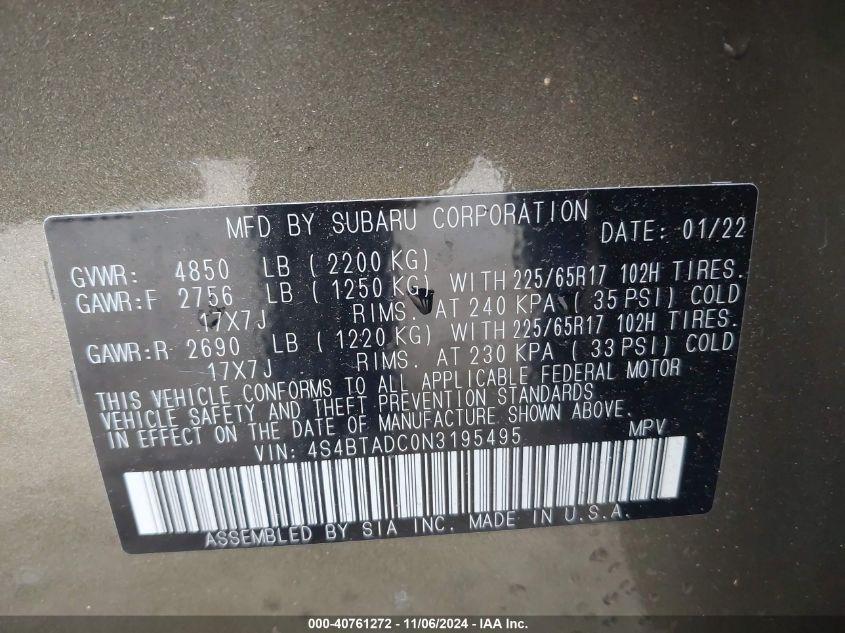 MFD BY SUBARU CORPORATION DATE: 01/22
GVWR: 4850 LB ( 2200 KG)
GAWR:F 2756 LB ( 1250 KG) WITH 225/65R17 102H TIRES.
17X7J RIMS. AT 240 KPA ( 35 PSI) COLD
GAWR:R 2690 LB ( 1220 KG) WITH 225/65R17 102H TIRES.
17X7J RIMS. AT 230 KPA ( 33 PSI) COLD
THIS VEHICLE CONFORMS TO ALL APPLICABLE FEDERAL MOTOR
VEHICLE SAFETY AND THEFT PREVENTION STANDARDS
IN EFFECT ON THE DATE OF MANUFACTURE SHOWN ABOVE.
VIN: 4S4BTADC0N3195495 MPV
ASSEMBLED BY SIA INC. MADE IN U.S.A.
000-40761272 - 11/06/2024 - IAA Inc.